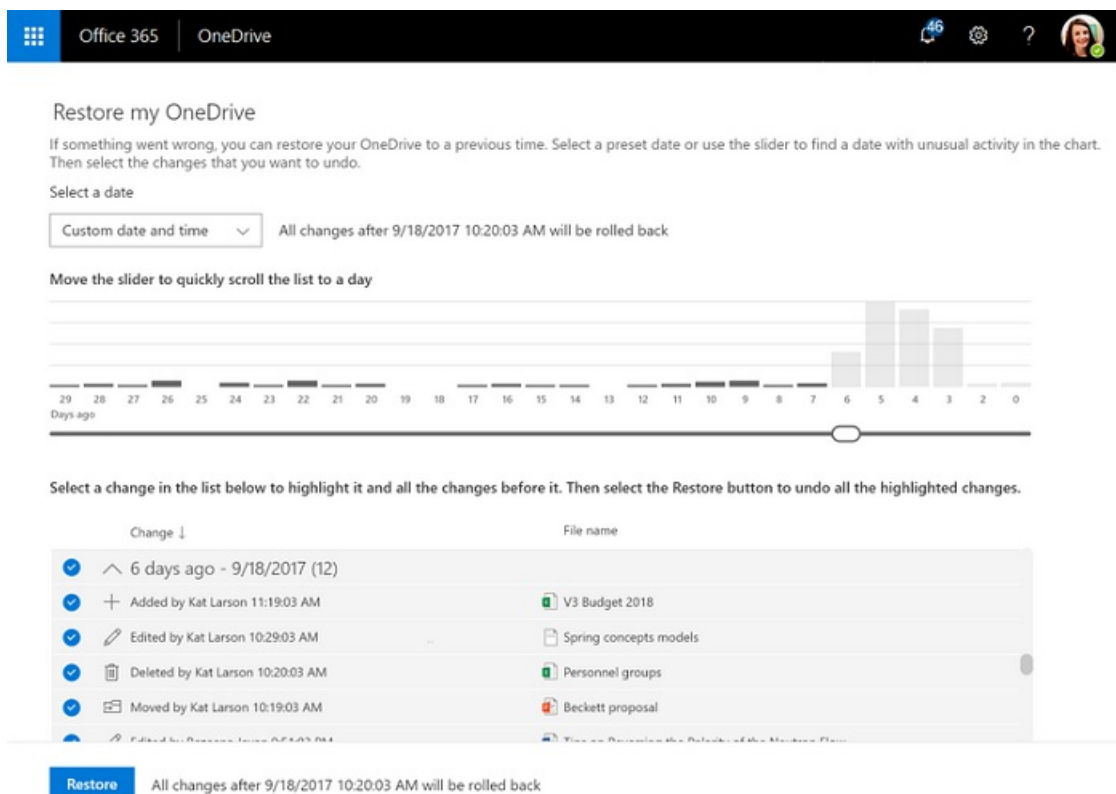 Office 365 OneDrive 46 ?
Restore my OneDrive
If something went wrong, you can restore your OneDrive to a previous time. Select a preset date or use the slider to find a date with unusual activity in the chart.
Then select the changes that you want to undo.
Select a date
Custom date and time All changes after 9/18/2017 10:20:03 AM will be rolled back
Move the slider to quickly scroll the list to a day
29 28 27 26 25 24 23 22 21 20 19 18 17 16 15 14 13 12 11 10 9 8 7 6 5 4 3 2 0
Days ago
Select a change in the list below to highlight it and all the changes before it. Then select the Restore button to undo all the highlighted changes.
Change ↓ File name
6 days ago - 9/18/2017 (12)
Added by Kat Larson 11:19:03 AM V3 Budget 2018
Edited by Kat Larson 10:29:03 AM Spring concepts models
Deleted by Kat Larson 10:20:03 AM Personnel groups
Moved by Kat Larson 10:19:03 AM Beckett proposal
Restore All changes after 9/18/2017 10:20:03 AM will be rolled back